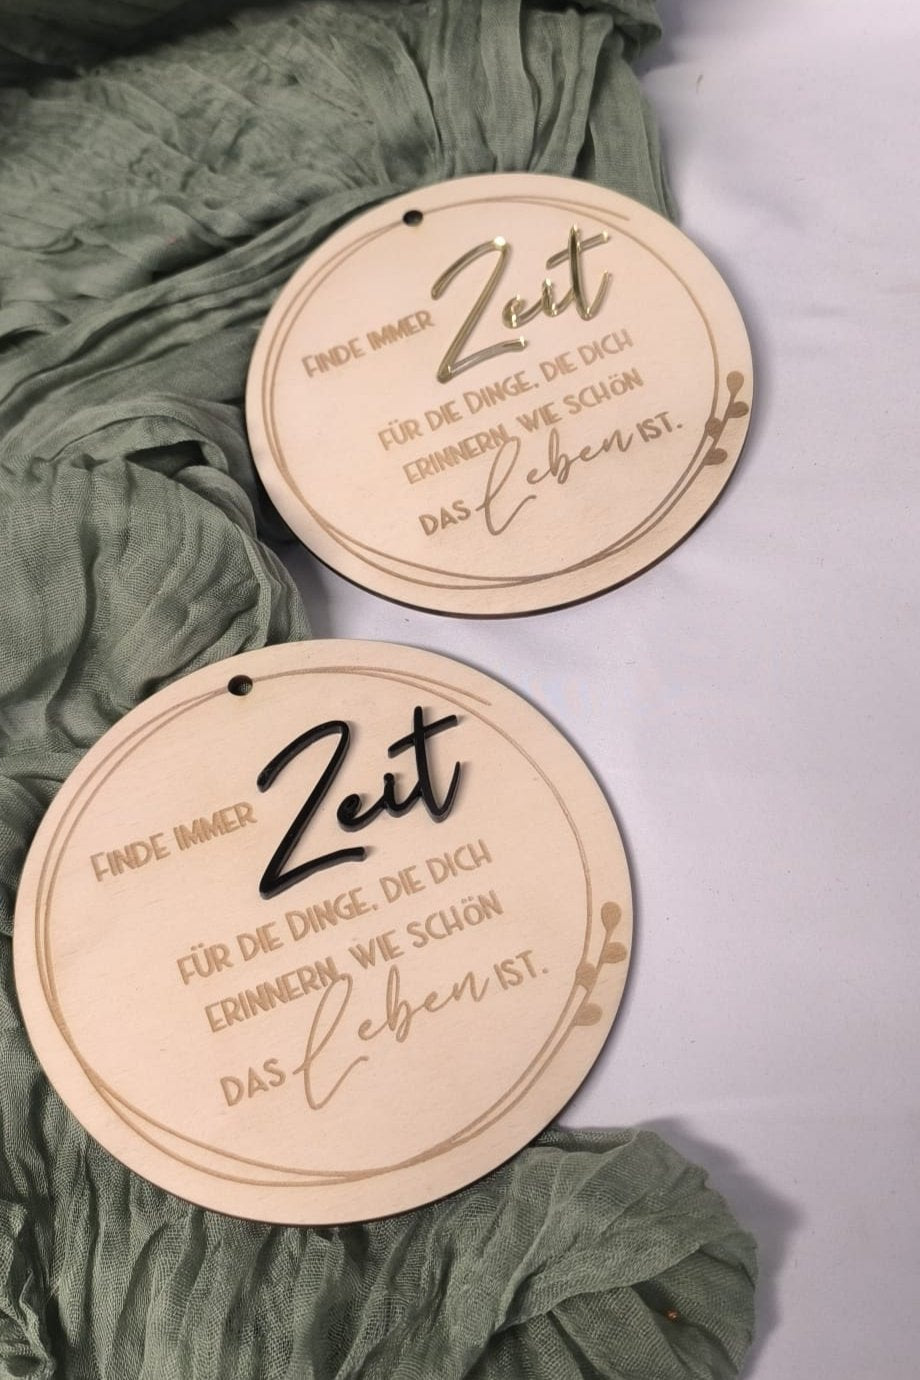 FINDE IMMER Zeit
FÜR DIE DINGE, DIE DICH
ERINNERN, WIE SCHÖN
DAS Leben IST.
FINDE IMMER Zeit
FÜR DIE DINGE, DIE DICH
ERINNERN, WIE SCHÖN
DAS Leben IST.